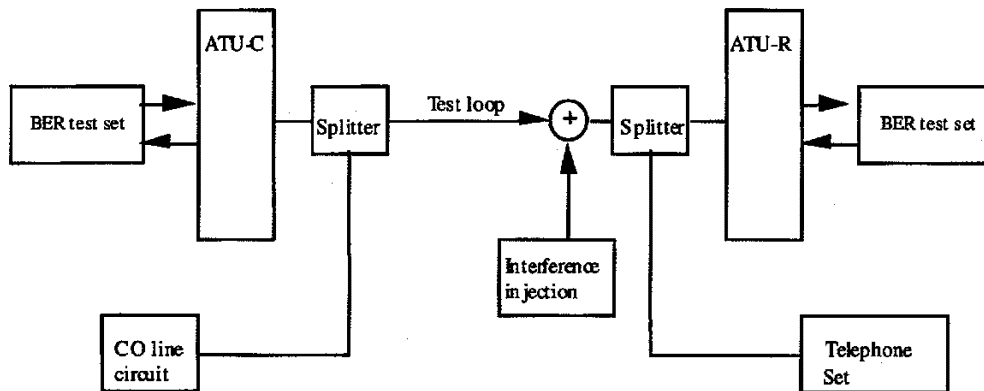 ATU-C
ATU-R
BER test set
Splitter
Test loop
+
Splitter
BER test set
Interference
injection
CO line
circuit
Telephone
Set